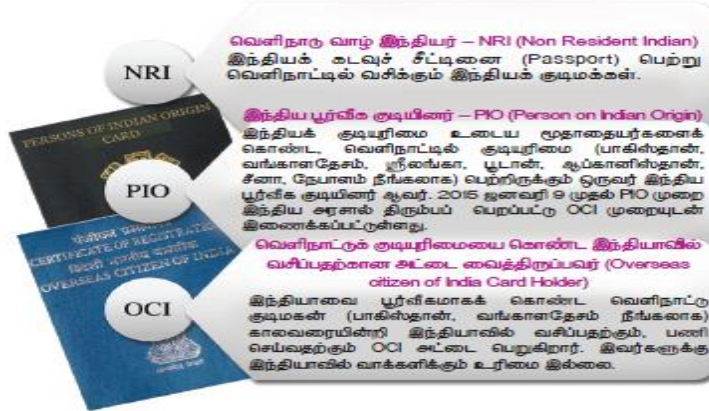 NRI
வெளிநாடு வாழ் இந்தியர் – NRI (Non Resident Indian)
இந்தியக் கடவுச் சீட்டினை (Passport) பெற்று
வெளிநாட்டில் வசிக்கும் இந்தியக் குடிமக்கள்.
PERSONS OF INDIAN ORIGIN
CARD
PIO
இந்திய பூர்வீக குடியினர் – PIO (Person on Indian Origin)
இந்தியக் குடியுரிமை உடைய மூதாதையர்களைக்
கொண்ட, வெளிநாட்டில் குடியுரிமை (பாகிஸ்தான்,
வங்காளதேசம், ஸ்ரீலங்கா, பூடான், ஆப்கானிஸ்தான்,
சீனா, நேபாளம் நீங்கலாக) பெற்றிருக்கும் ஒருவர் இந்திய
பூர்வீக குடியினர் ஆவர். 2015 ஜனவரி 9 முதல் PIO முறை
இந்திய அரசால் திரும்பப் பெறப்பட்டு OCI முறையுடன்
இணைக்கப்பட்டுள்ளது.
CERTIFICATE OF REGISTRATION
OVERSEAS CITIZEN OF INDIA
OCI
வெளிநாட்டுக் குடியுரிமையை கொண்ட இந்தியாவில்
வசிப்பதற்கான அட்டை வைத்திருப்பவர் (Overseas
citizen of India Card Holder)
இந்தியாவை பூர்வீகமாகக் கொண்ட வெளிநாட்டு
குடிமகன் (பாகிஸ்தான், வங்காளதேசம் நீங்கலாக)
காலவரையின்றி இந்தியாவில் வசிப்பதற்கும், பணி
செய்வதற்கும் OCI அட்டை பெறுகிறார். இவர்களுக்கு
இந்தியாவில் வாக்களிக்கும் உரிமை இல்லை.